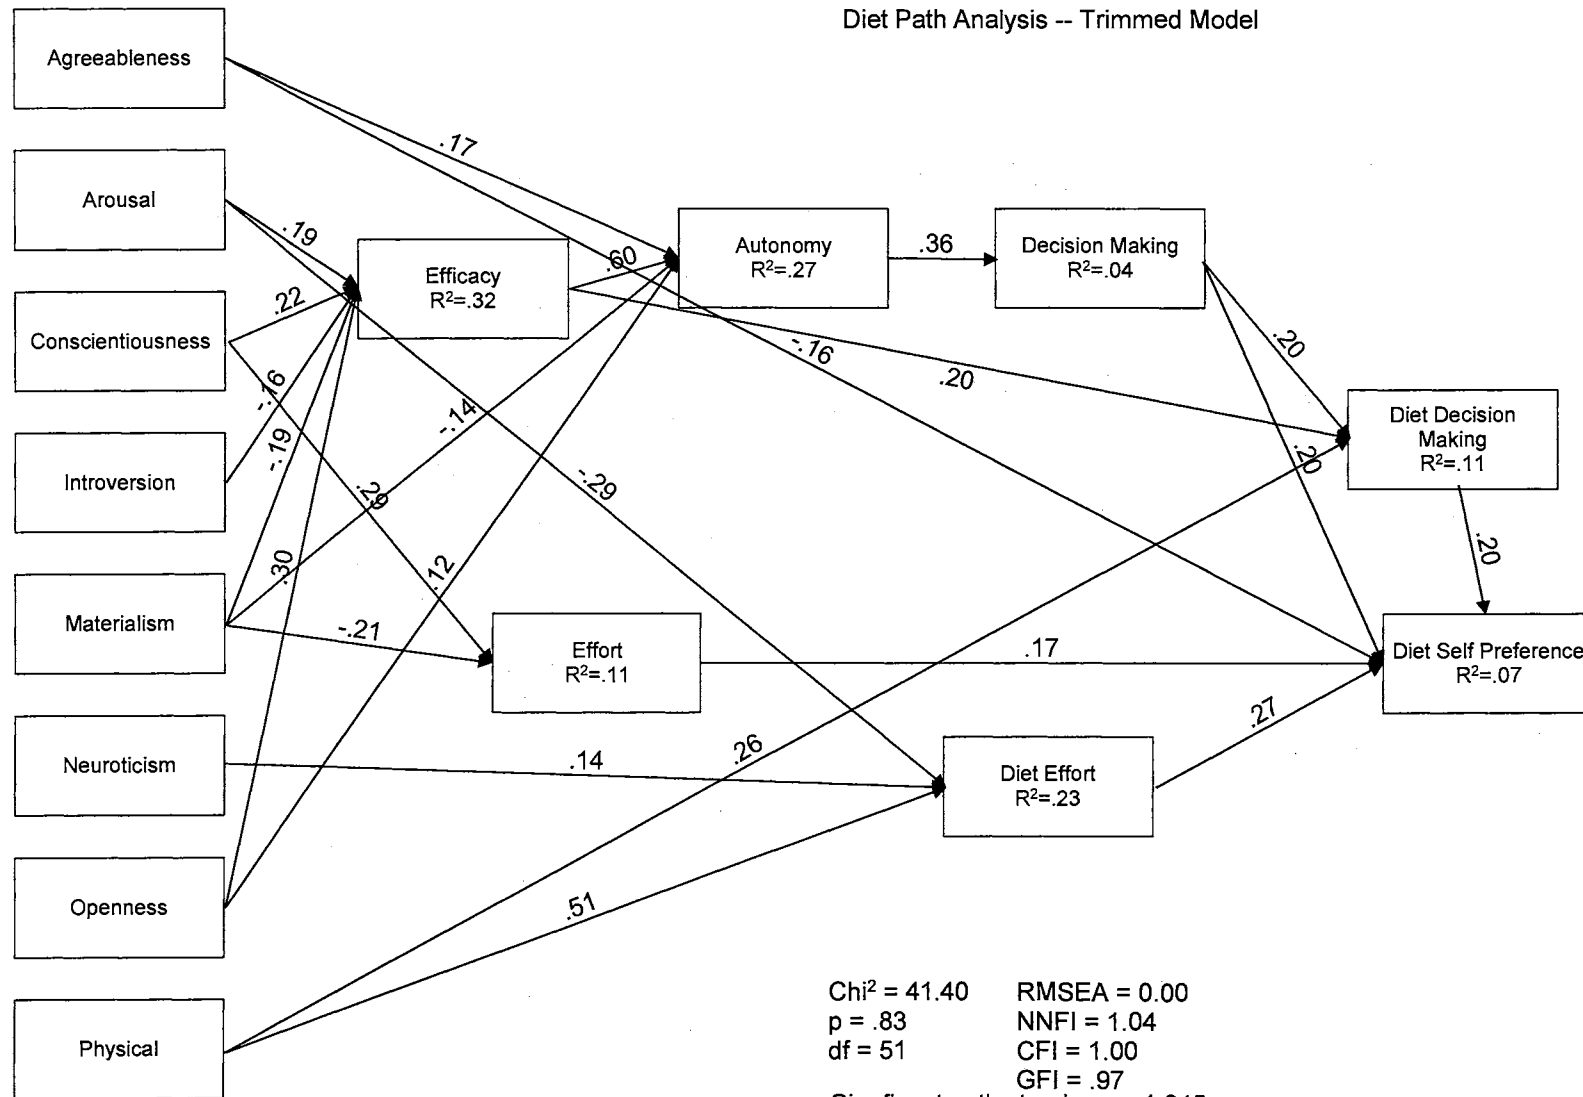 Diet Path Analysis -- Trimmed Model
Agreeableness
.17
Arousal
.19
Efficacy
R²=.32
.60
Autonomy
R²=.27
.36
Decision Making
R²=.04
Conscientiousness
.22
-.16
.20
.20
.20
Diet Decision
Making
R²=.11
-.16
-.19
-.14
Introversion
.29
-.29
.20
.30
.12
Materialism
-.21
Effort
R²=.11
.17
Diet Self Preference
R²=.07
Neuroticism
.14
.26
.27
Diet Effort
R²=.23
Openness
.51
Physical
Chi² = 41.40
p = .83
df = 51
RMSEA = 0.00
NNFI = 1.04
CFI = 1.00
GFI = .97